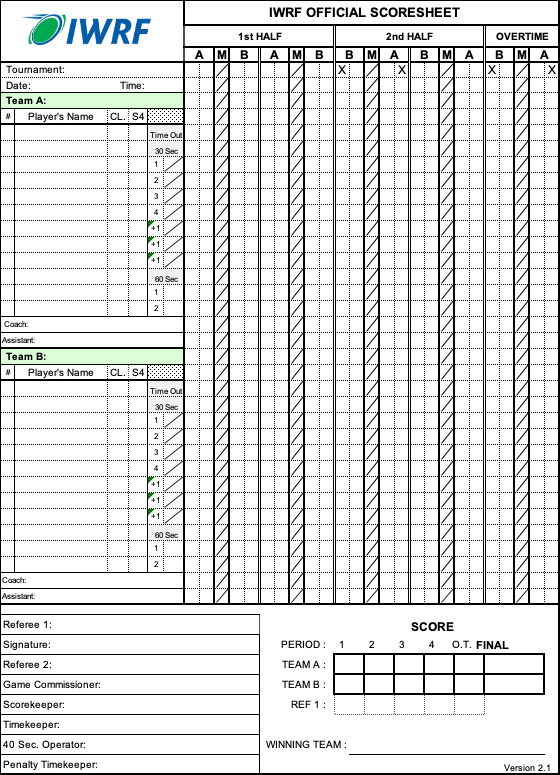 IWRF
IWRF OFFICIAL SCORESHEET
1st HALF 2nd HALF OVERTIME
A M B A M B B M A B M A B M A
Tournament: X X X X
Date: Time:
Team A:
# Player's Name CL. S4
Time Out
30 Sec
1
2
3
4
+1
+1
+1
60 Sec
1
2
Coach:
Assistant:
Team B:
# Player's Name CL. S4
Time Out
30 Sec
1
2
3
4
+1
+1
+1
60 Sec
1
2
Coach:
Assistant:
Referee 1:
Signature:
Referee 2:
Game Commissioner:
Scorekeeper:
Timekeeper:
40 Sec. Operator:
Penalty Timekeeper:
SCORE
PERIOD : 1 2 3 4 O.T. FINAL
TEAM A :
TEAM B :
REF 1 :
WINNING TEAM :
Version 2.1